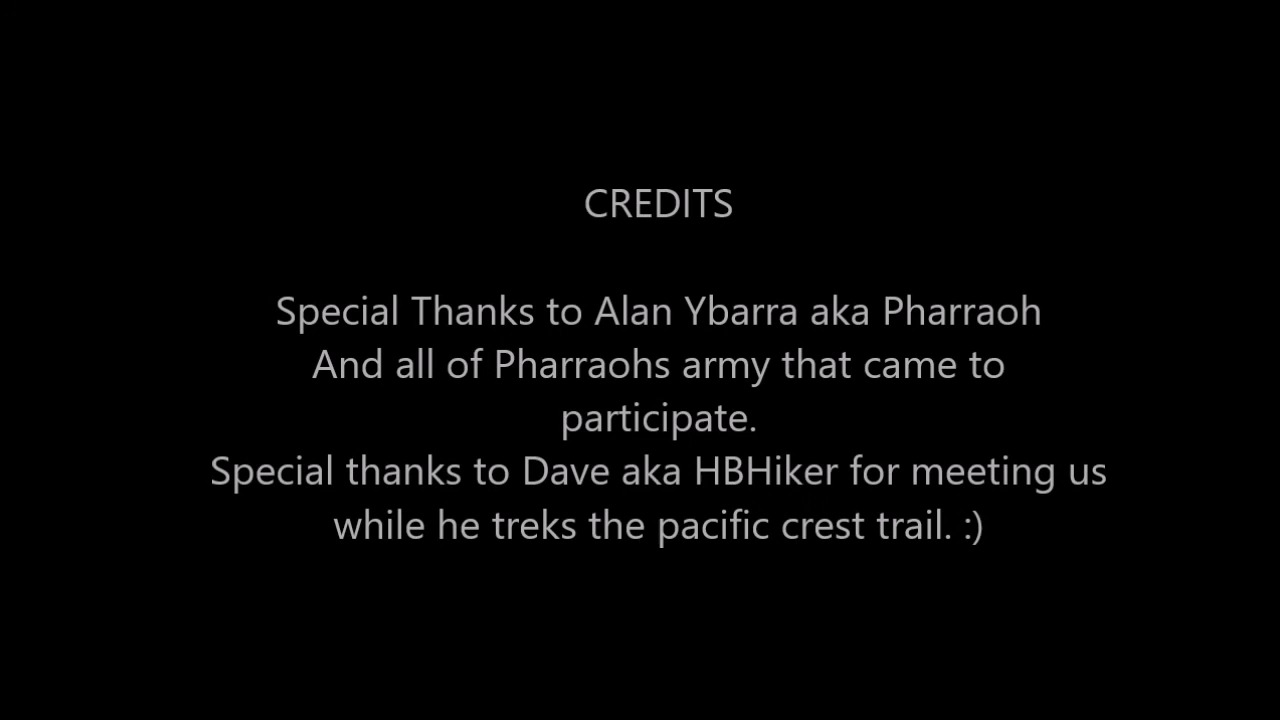 CREDITS
Special Thanks to Alan Ybarra aka Pharraoh
And all of Pharraohs army that came to
participate.
Special thanks to Dave aka HBHiker for meeting us
while he treks the pacific crest trail. :)